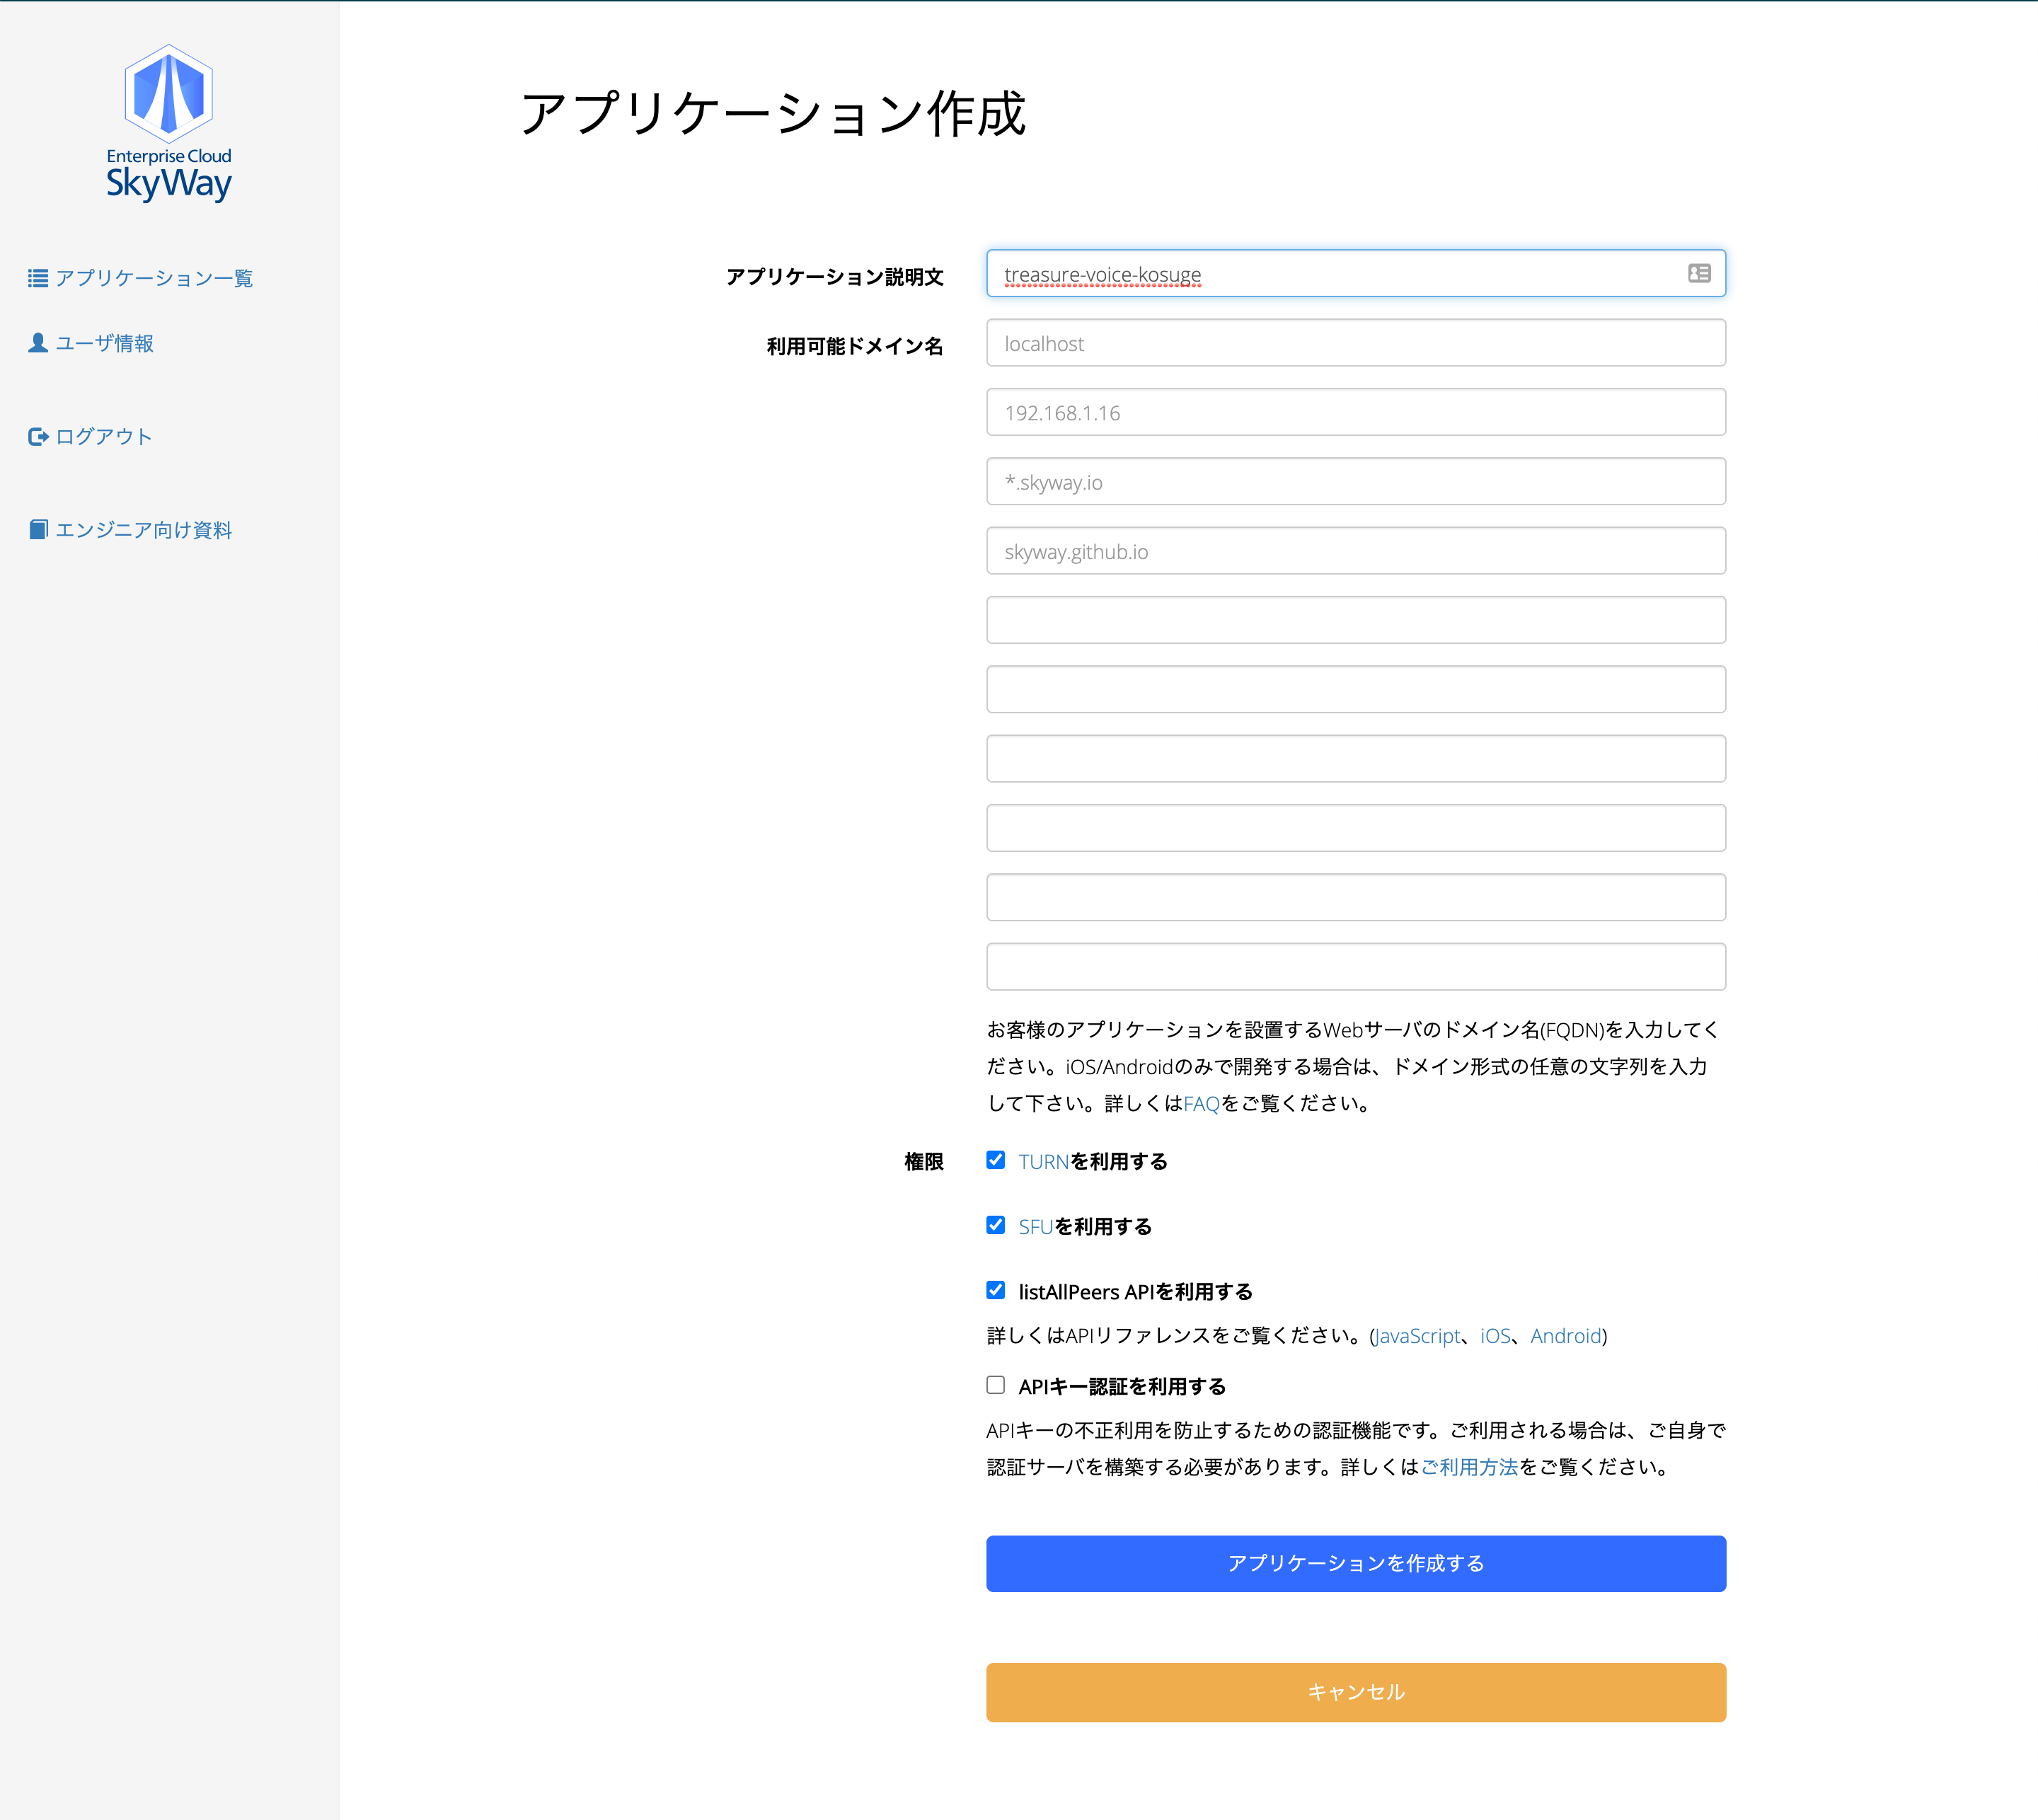 Enterprise Cloud
SkyWay
アプリケーション一覧
ユーザ情報
ログアウト
エンジニア向け資料
アプリケーション作成
アプリケーション説明文
treasure-voice-kosuge
利用可能ドメイン名
localhost
192.168.1.16
*.skyway.io
skyway.github.io
お客様のアプリケーションを設置するWebサーバのドメイン名(FQDN)を入力してく
ださい。iOS/Androidのみで開発する場合は、ドメイン形式の任意の文字列を入力
して下さい。詳しくはFAQをご覧ください。
権限
TURNを利用する
SFUを利用する
listAllPeers APIを利用する
詳しくはAPIリファレンスをご覧ください。(JavaScript、iOS、Android)
APIキー認証を利用する
APIキーの不正利用を防止するための認証機能です。ご利用される場合は、ご自身で
認証サーバを構築する必要があります。詳しくはご利用方法をご覧ください。
アプリケーションを作成する
キャンセル